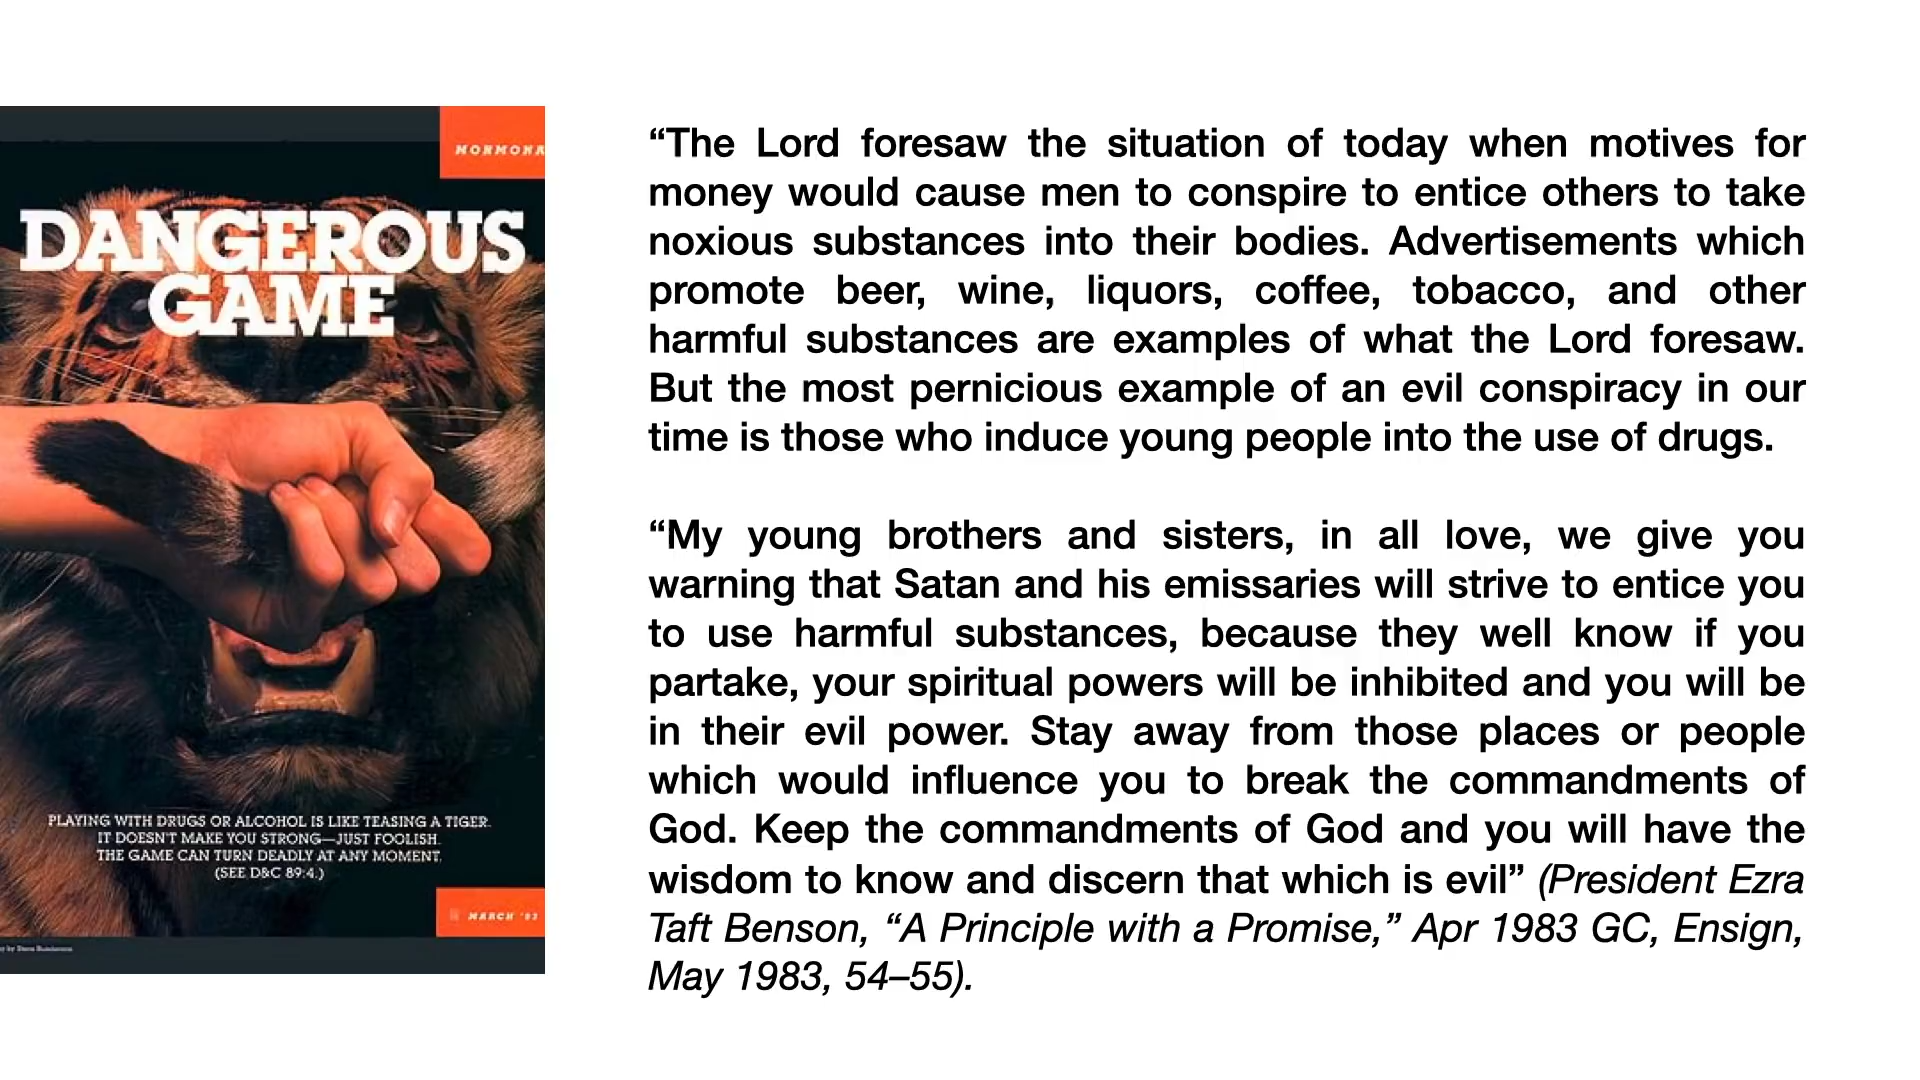 MORMONA
DANGEROUS
GAME
PLAYING WITH DRUGS OR ALCOHOL IS LIKE TEASING A TIGER.
IT DOESN'T MAKE YOU STRONG—JUST FOOLISH.
THE GAME CAN TURN DEADLY AT ANY MOMENT.
(SEE D&C 89:4.)
“The Lord foresaw the situation of today when motives for
money would cause men to conspire to entice others to take
noxious substances into their bodies. Advertisements which
promote beer, wine, liquors, coffee, tobacco, and other
harmful substances are examples of what the Lord foresaw.
But the most pernicious example of an evil conspiracy in our
time is those who induce young people into the use of drugs.
“My young brothers and sisters, in all love, we give you
warning that Satan and his emissaries will strive to entice you
to use harmful substances, because they well know if you
partake, your spiritual powers will be inhibited and you will be
in their evil power. Stay away from those places or people
which would influence you to break the commandments of
God. Keep the commandments of God and you will have the
wisdom to know and discern that which is evil” (President Ezra
Taft Benson, “A Principle with a Promise,” Apr 1983 GC, Ensign,
May 1983, 54–55).
MARCH